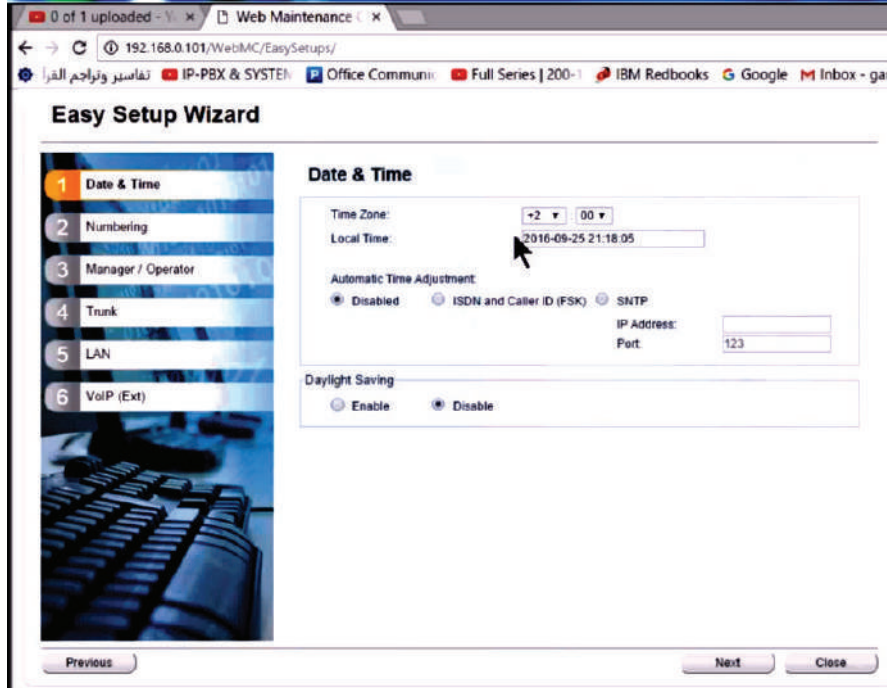 0 of 1 uploaded - Y
Web Maintenance C
192.168.0.101/WebMC/EasySetups/
تفاسير وتراجم القرآ
IP-PBX & SYSTEM
Office Communic
Full Series | 200-1
IBM Redbooks
Google
Inbox - gar
Easy Setup Wizard
1 Date & Time
2 Numbering
3 Manager / Operator
4 Trunk
5 LAN
6 VoIP (Ext)
Date & Time
Time Zone: +2 : 00
Local Time: 2016-09-25 21:18:05
Automatic Time Adjustment:
Disabled ISDN and Caller ID (FSK) SNTP
IP Address:
Port: 123
Daylight Saving
Enable Disable
Previous
Next
Close